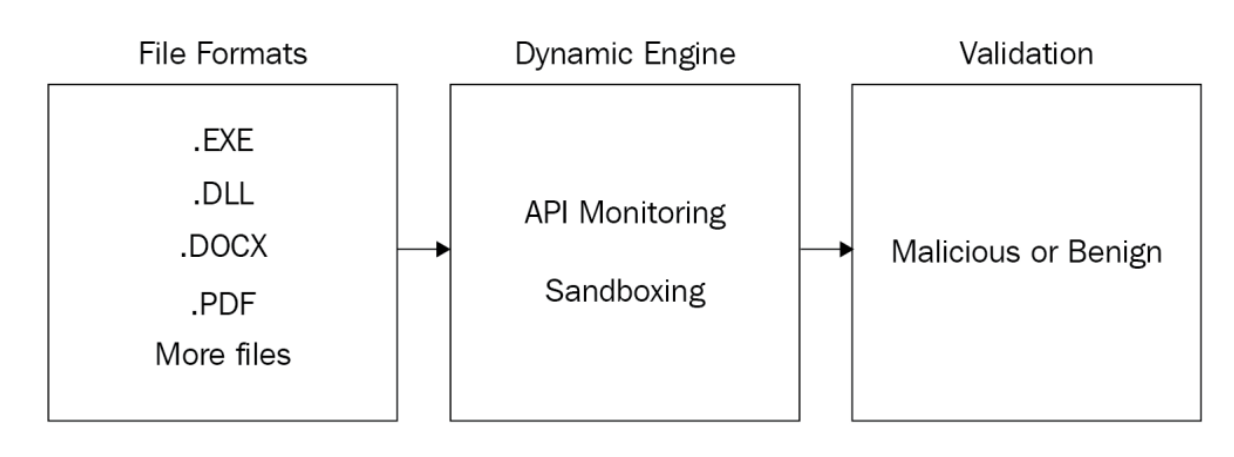 File Formats
.EXE
.DLL
.DOCX
.PDF
More files
Dynamic Engine
API Monitoring
Sandboxing
Validation
Malicious or Benign